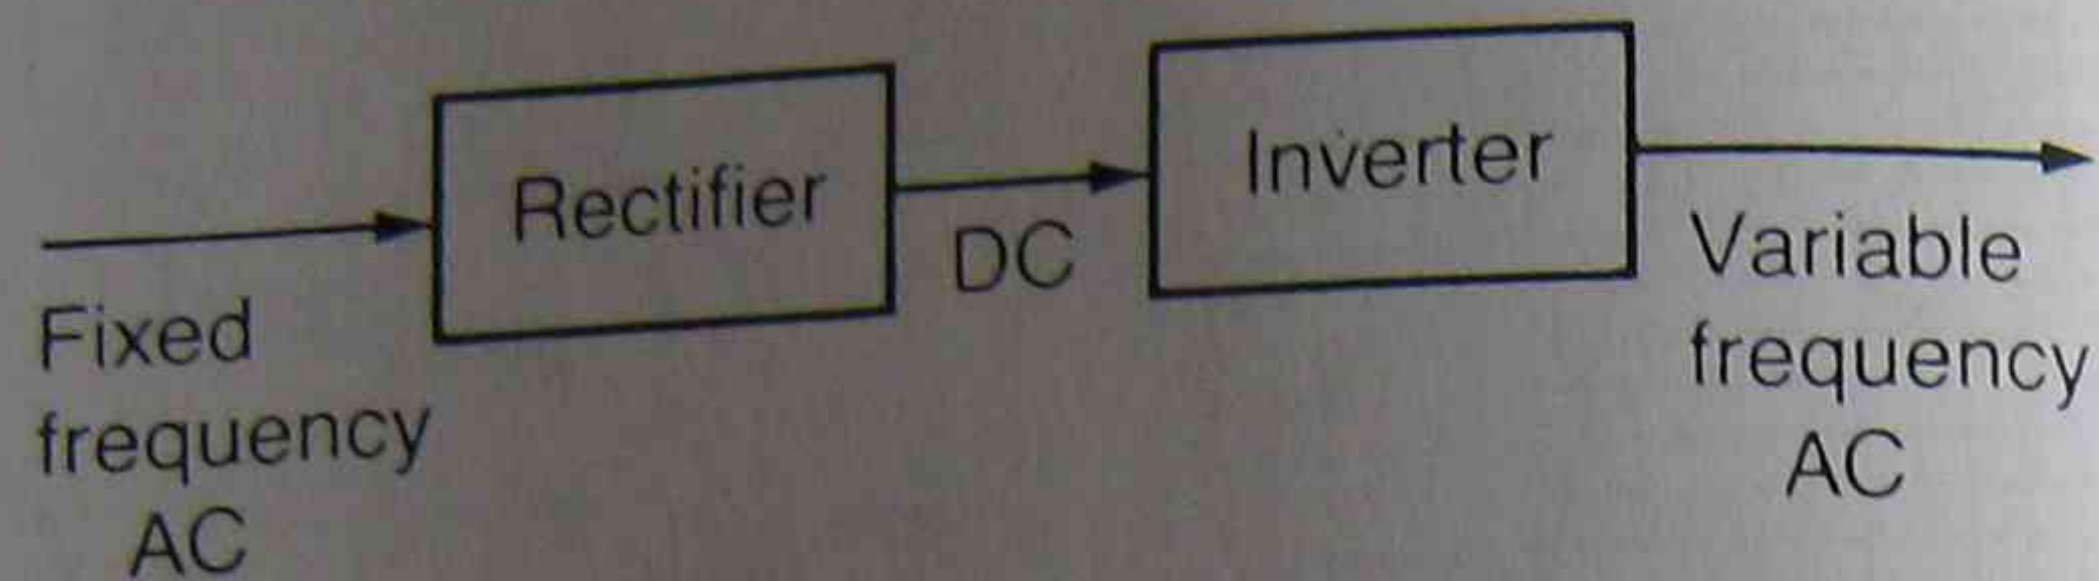 Rectifier
Inverter
DC
Fixed
frequency
AC
Variable
frequency
AC